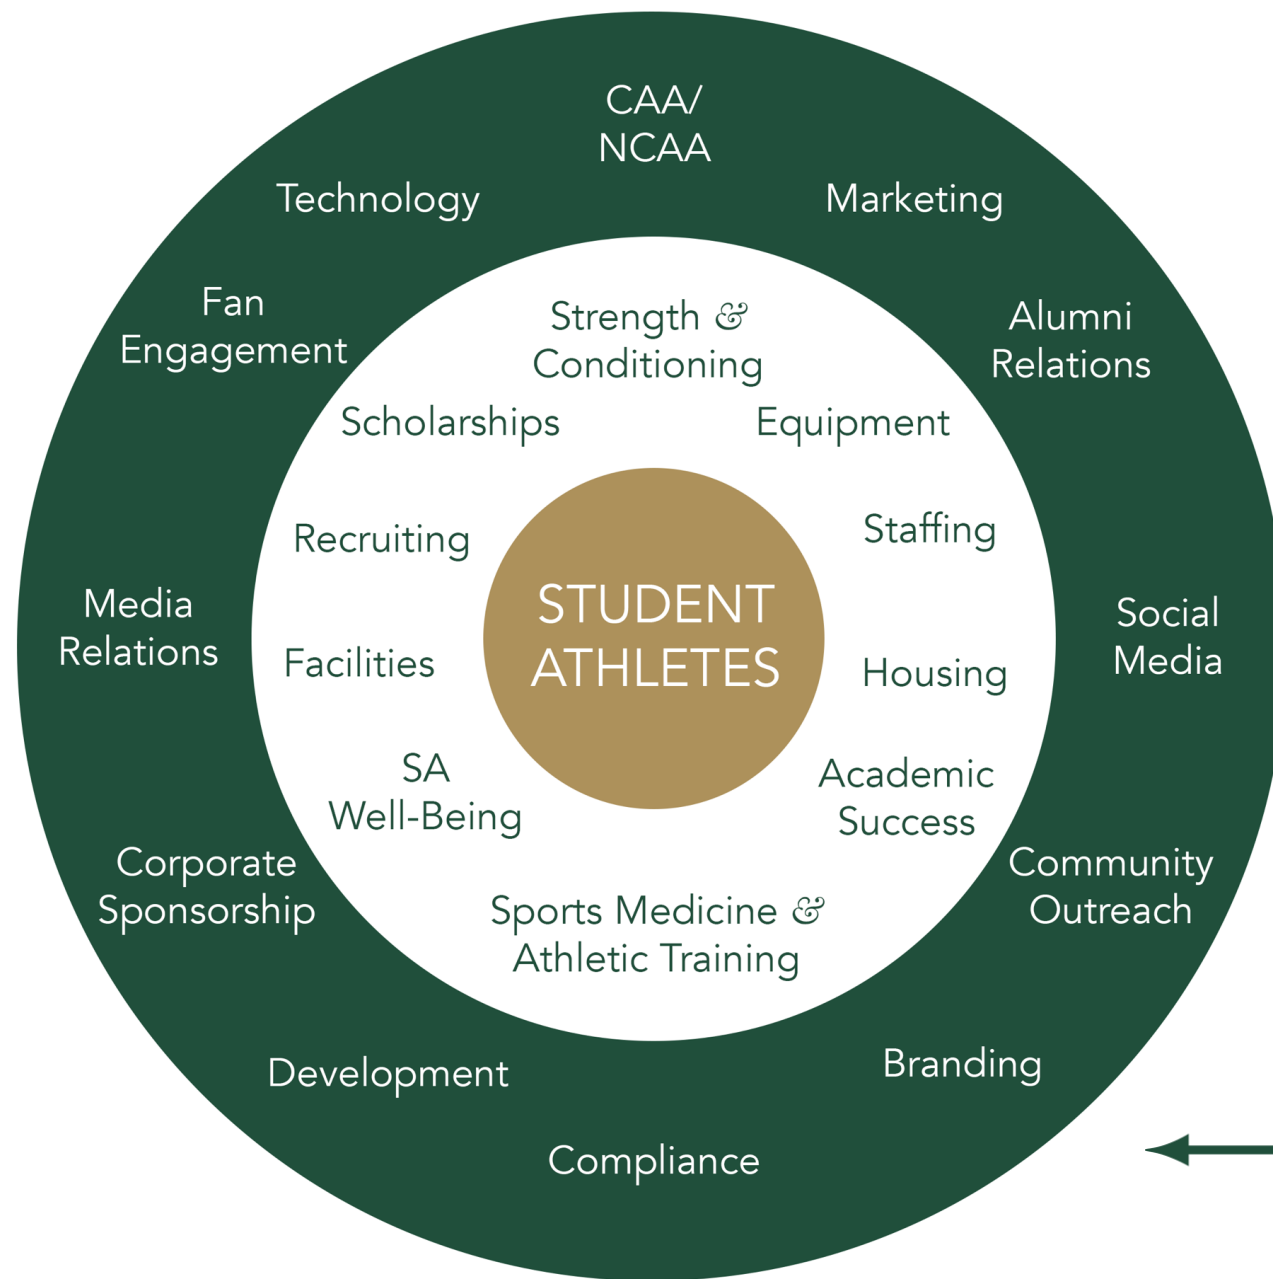 CAA/
NCAA
Technology
Marketing
Fan
Engagement
Alumni
Relations
Strength &
Conditioning
Scholarships
Equipment
Recruiting
Staffing
STUDENT
ATHLETES
Media
Relations
Social
Media
Facilities
Housing
SA
Well-Being
Academic
Success
Corporate
Sponsorship
Community
Outreach
Sports Medicine &
Athletic Training
Development
Branding
Compliance